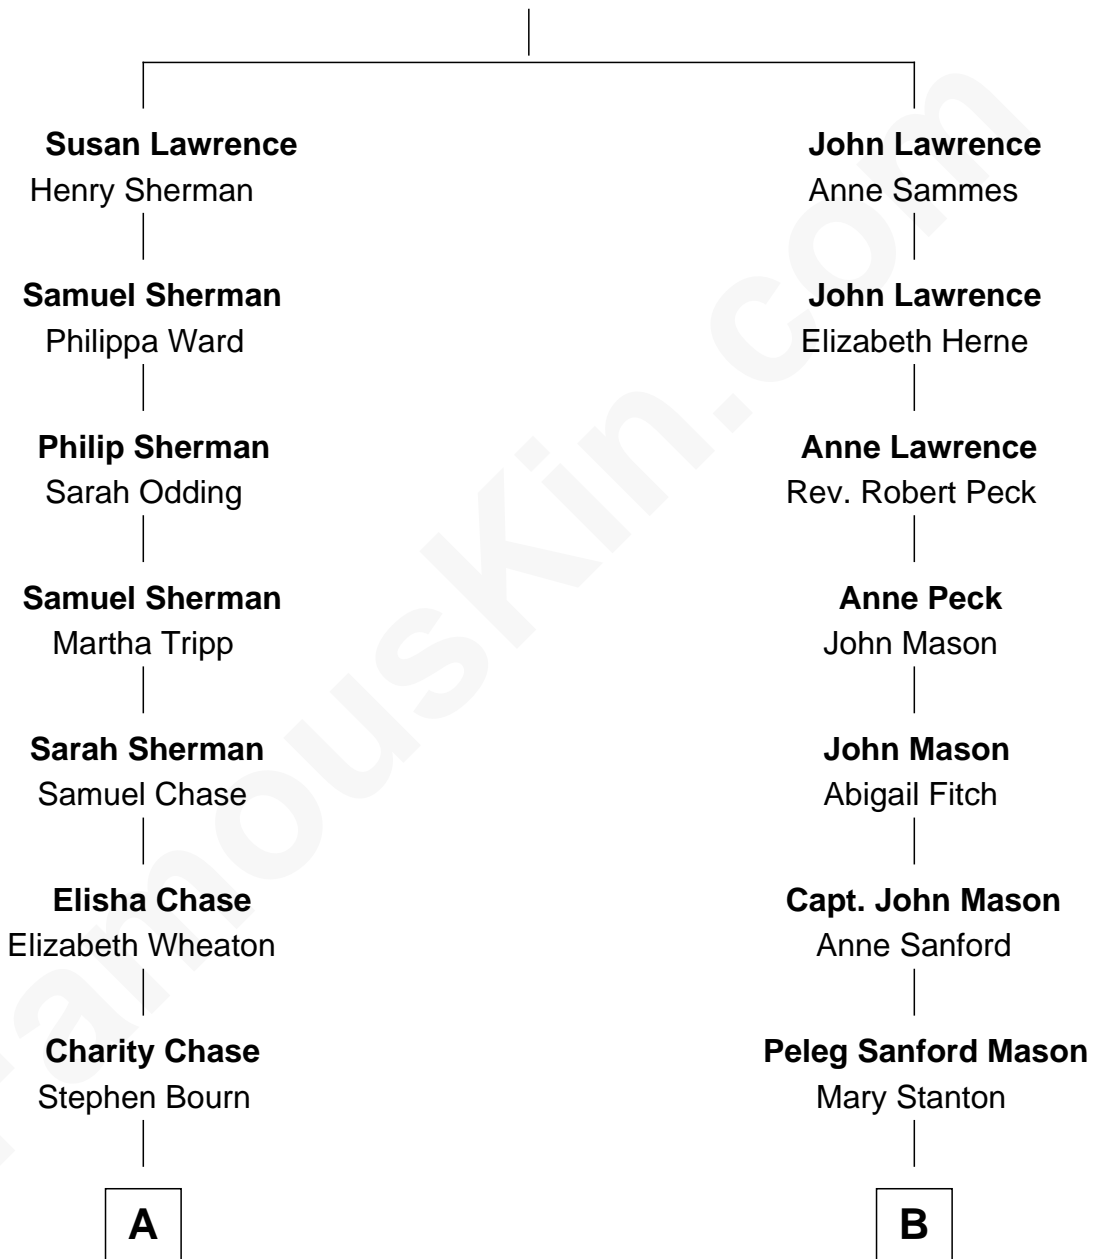 Susan Lawrence
Henry Sherman
Samuel Sherman
Philippa Ward
Philip Sherman
Sarah Odding
Samuel Sherman
Martha Tripp
Sarah Sherman
Samuel Chase
Elisha Chase
Elizabeth Wheaton
Charity Chase
Stephen Bourn
A
John Lawrence
Anne Sammes
John Lawrence
Elizabeth Herne
Anne Lawrence
Rev. Robert Peck
Anne Peck
John Mason
John Mason
Abigail Fitch
Capt. John Mason
Anne Sanford
Peleg Sanford Mason
Mary Stanton
B
FamousKin.com